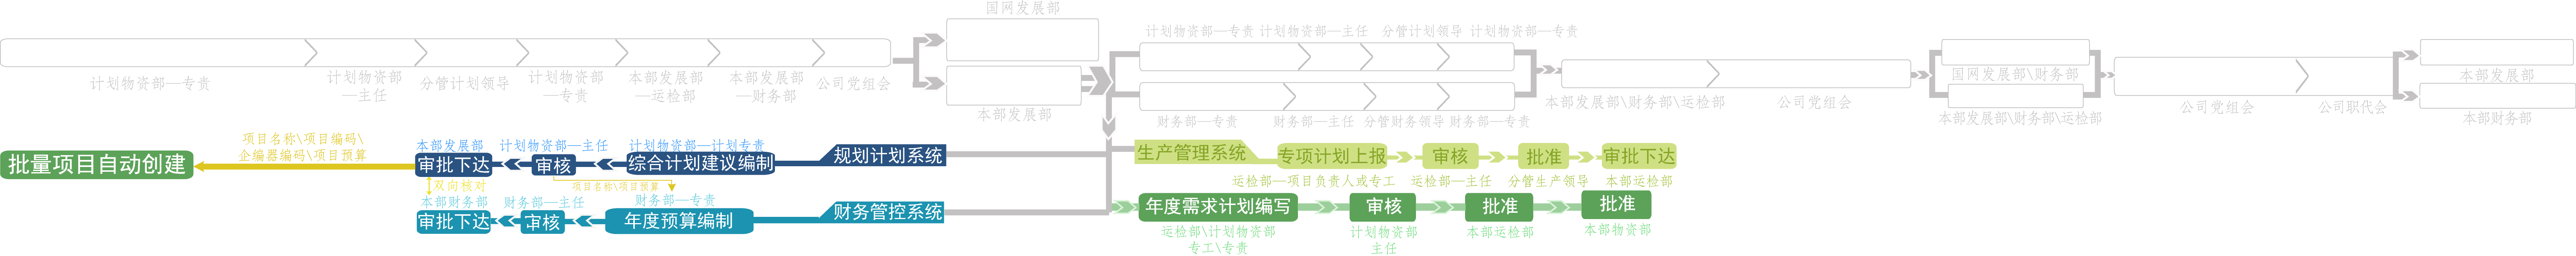 国网发展部
计划物资部—专责
计划物资部
—主任
分管计划领导
计划物资部
—专责
本部发展部
—运检部
本部发展部
—财务部
公司党组会
本部发展部
计划物资部—专责 计划物资部—主任 分管计划领导 计划物资部—专责
财务部—专责 财务部—主任 分管财务领导 财务部—专责
本部发展部\财务部\运检部
公司党组会
国网发展部\财务部
本部发展部\财务部\运检部
公司党组会
公司职代会
本部发展部
本部财务部
批量项目自动创建
项目名称\项目编码\
企编器编码\项目预算
本部发展部
审批下达
计划物资部—主任
审核
计划物资部—计划专责
综合计划建议编制
规划计划系统
双向核对
项目名称\项目预算
本部财务部
审批下达
财务部—主任
审核
财务部—专责
年度预算编制
财务管控系统
生产管理系统
专项计划上报
审核
批准
审批下达
运检部—项目负责人或专工
运检部—主任
分管生产领导
本部运检部
年度需求计划编写
审核
批准
批准
运检部\计划物资部
专工\专责
计划物资部
主任
本部运检部
本部物资部